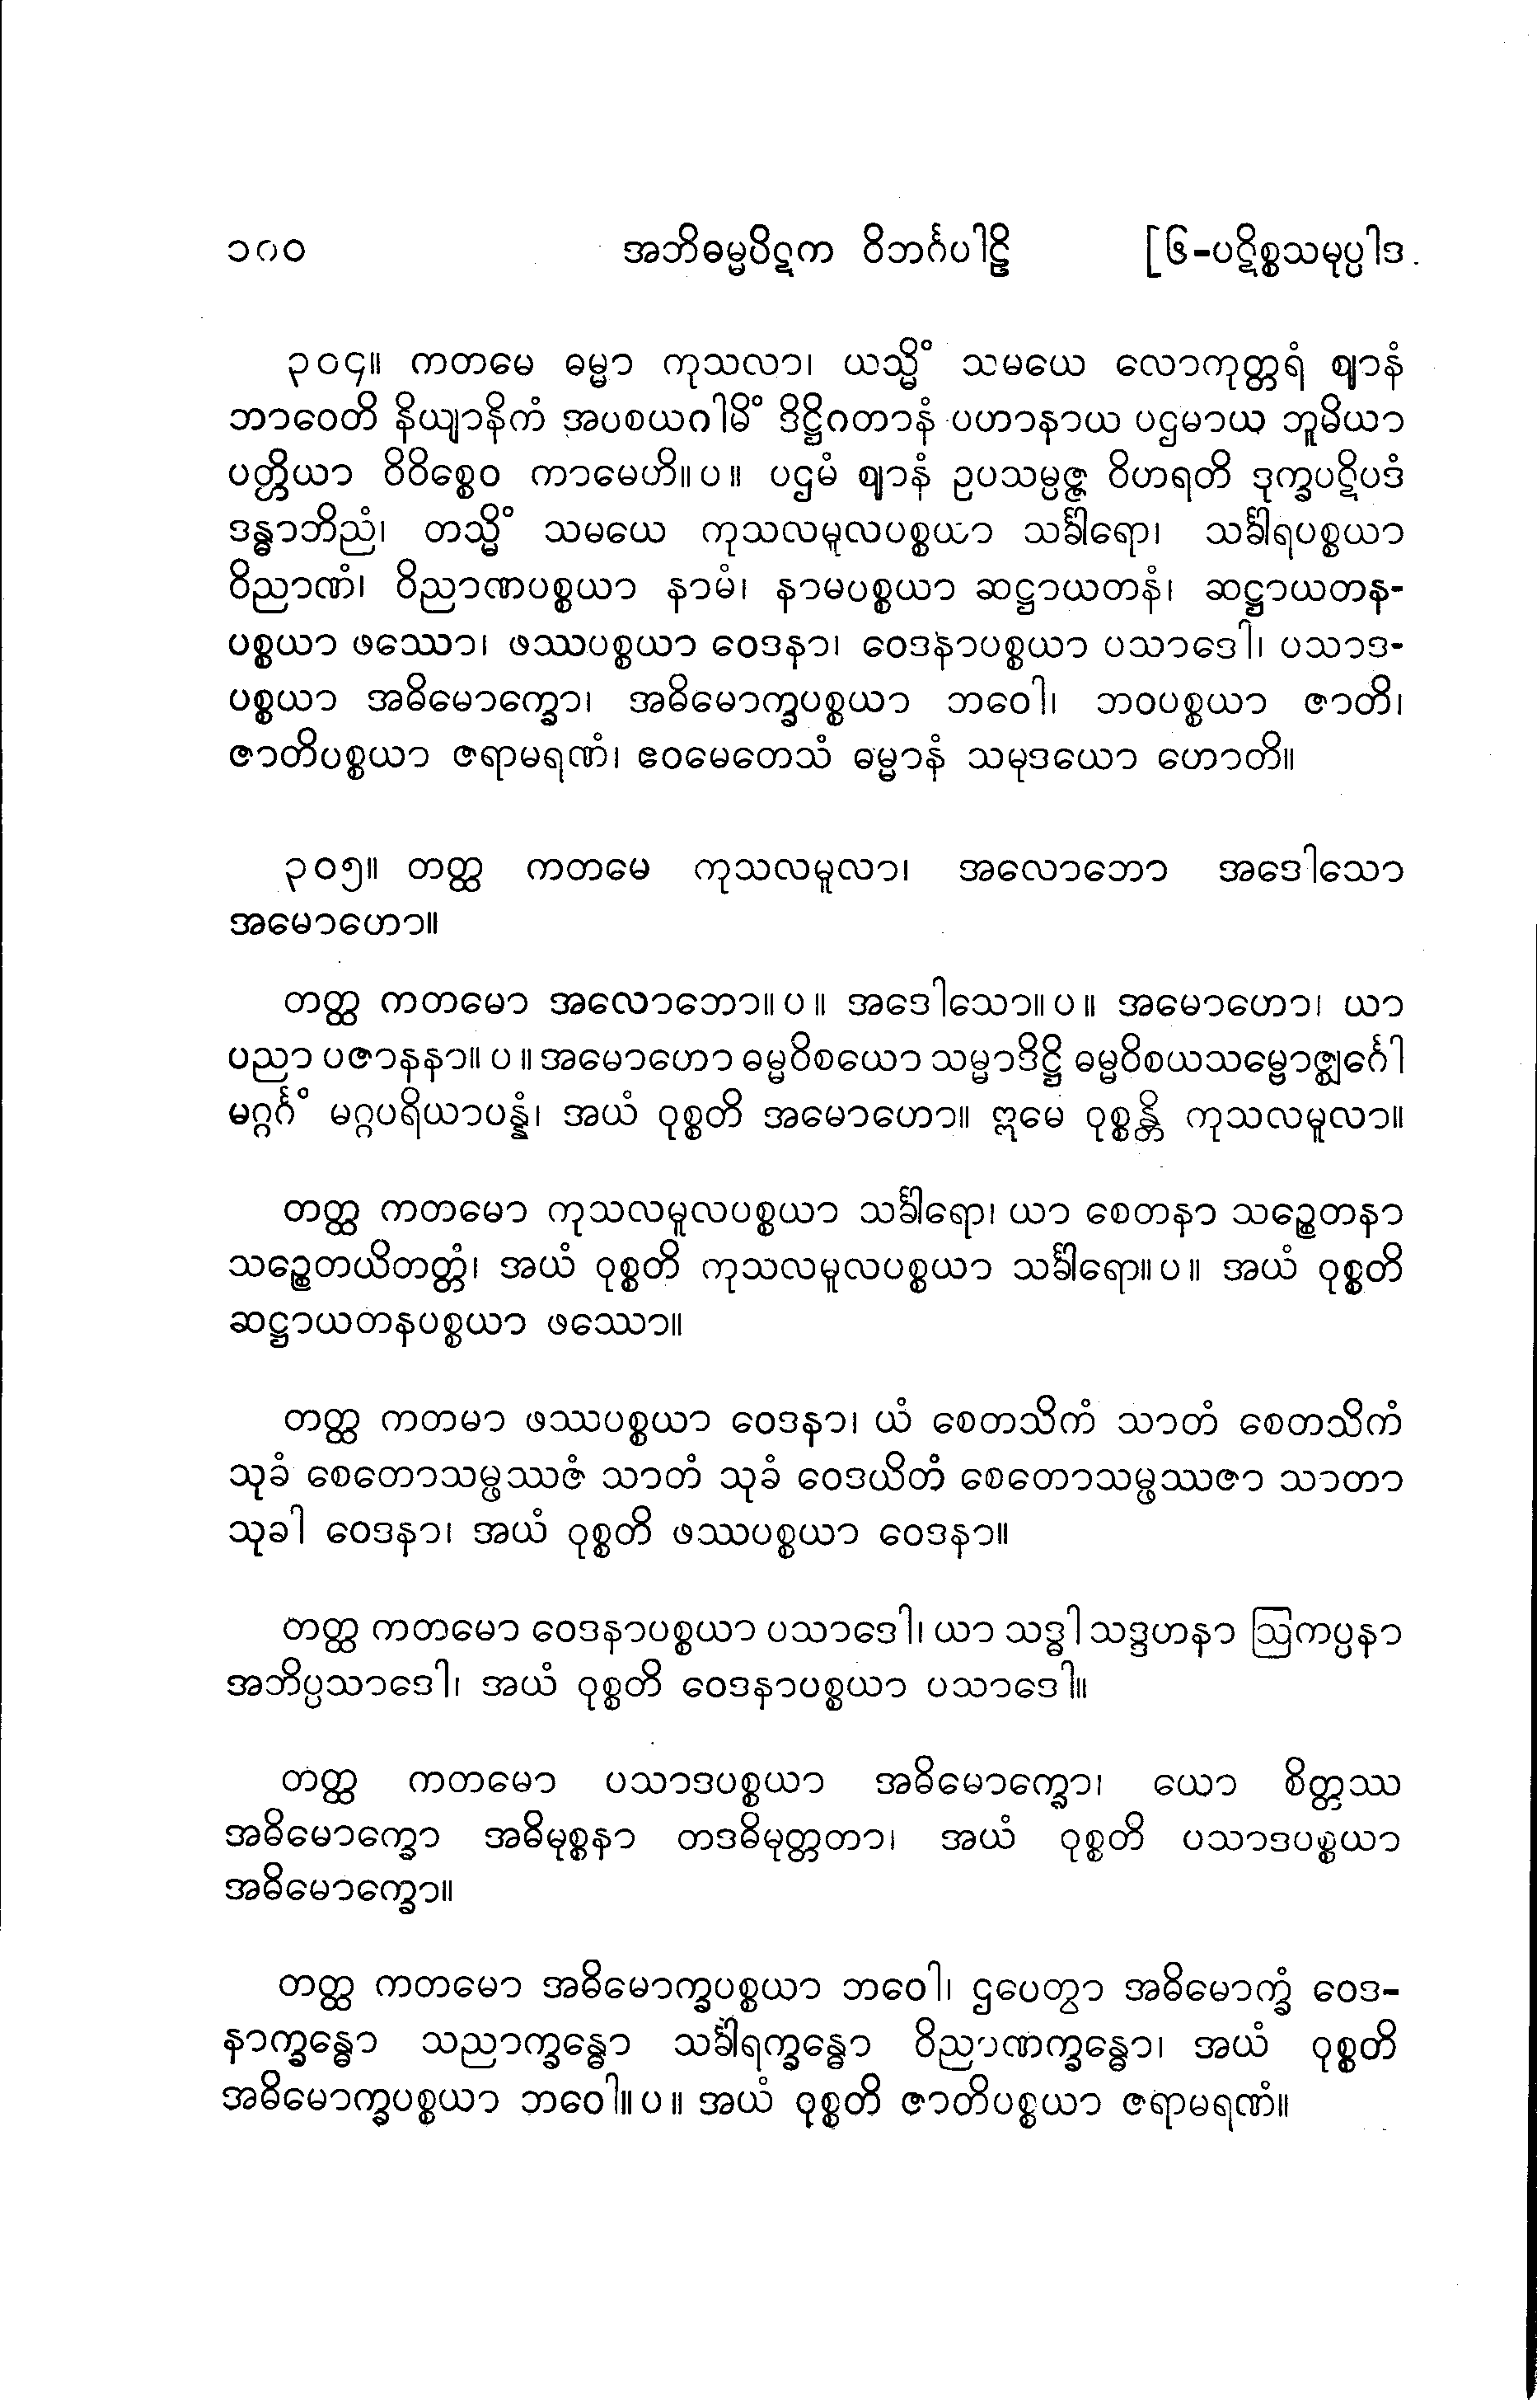 ၁၈၀ အဘိဓမ္မပိဋက ဝိဘင်္ဂပါဠိ [၆-ပဋိစ္စသမုပ္ပါဒ
၃၀၄။ ကတမေ ဓမ္မာ ကုသလာ၊ ယသ္မိံ သမယေ လောကုတ္တရံ ဈာနံ
ဘာဝေတိ နိယျာနိကံ အပစယဂါမိံ ဒိဋ္ဌိဂတာနံ ပဟာနာယ ပဌမာယ ဘူမိယာ
ပတ္တိယာ ဝိဝိစ္စေဝ ကာမေဟိ။ပ။ ပဌမံ ဈာနံ ဥပသမ္ပဇ္ဇ ဝိဟရတိ ဒုက္ခပဋိပဒံ
ဒန္ဓာဘိညံ၊ တသ္မိံ သမယေ ကုသလမူလပစ္စယာ သင်္ခါရော၊ သင်္ခါရပစ္စယာ
ဝိညာဏံ၊ ဝိညာဏပစ္စယာ နာမံ၊ နာမပစ္စယာ ဆဋ္ဌာယတနံ၊ ဆဋ္ဌာယတန-
ပစ္စယာ ဖဿော၊ ဖဿပစ္စယာ ဝေဒနာ၊ ဝေဒနာပစ္စယာ ပသာဒေါ၊ ပသာဒ-
ပစ္စယာ အဓိမောက္ခော၊ အဓိမောက္ခပစ္စယာ ဘဝေါ၊ ဘဝပစ္စယာ ဇာတိ၊
ဇာတိပစ္စယာ ဇရာမရဏံ၊ ဧဝမေတေသံ ဓမ္မာနံ သမုဒယော ဟောတိ။
၃၀၅။ တတ္ထ ကတမေ ကုသလမူလာ၊ အလောဘော အဒေါသော
အမောဟော။
တတ္ထ ကတမော အလောဘော။ပ။ အဒေါသော။ပ။ အမောဟော၊ ယာ
ပညာ ပဇာနနာ။ပ။အမောဟော ဓမ္မဝိစယော သမ္မာဒိဋ္ဌိ ဓမ္မဝိစယသမ္ဗောဇ္ဈင်္ဂေါ
မဂ္ဂင်္ဂံ မဂ္ဂပရိယာပန္နံ၊ အယံ ဝုစ္စတိ အမောဟော။ ဣမေ ဝုစ္စန္တိ ကုသလမူလာ။
တတ္ထ ကတမော ကုသလမူလပစ္စယာ သင်္ခါရော၊ ယာ စေတနာ သဉ္စေတနာ
သဉ္စေတယိတတ္တံ၊ အယံ ဝုစ္စတိ ကုသလမူလပစ္စယာ သင်္ခါရော။ပ။ အယံ ဝုစ္စတိ
ဆဋ္ဌာယတနပစ္စယာ ဖဿော။
တတ္ထ ကတမာ ဖဿပစ္စယာ ဝေဒနာ၊ ယံ စေတသိကံ သာတံ စေတသိကံ
သုခံ စေတောသမ္ဖဿဇံ သာတံ သုခံ ဝေဒယိတံ စေတောသမ္ဖဿဇာ သာတာ
သုခါ ဝေဒနာ၊ အယံ ဝုစ္စတိ ဖဿပစ္စယာ ဝေဒနာ။
တတ္ထ ကတမော ဝေဒနာပစ္စယာ ပသာဒေါ၊ ယာ သဒ္ဓါ သဒ္ဒဟနာ ဩကပ္ပနာ
အဘိပ္ပသာဒေါ၊ အယံ ဝုစ္စတိ ဝေဒနာပစ္စယာ ပသာဒေါ။
တတ္ထ ကတမော ပသာဒပစ္စယာ အဓိမောက္ခော၊ ယော စိတ္တဿ
အဓိမောက္ခော အဓိမုစ္စနာ တဒဓိမုတ္တတာ၊ အယံ ဝုစ္စတိ ပသာဒပစ္စယာ
အဓိမောက္ခော။
တတ္ထ ကတမော အဓိမောက္ခပစ္စယာ ဘဝေါ၊ ဌပေတွာ အဓိမောက္ခံ ဝေဒ-
နာက္ခန္ဓော သညာက္ခန္ဓော သင်္ခါရက္ခန္ဓော ဝိညာဏက္ခန္ဓော၊ အယံ ဝုစ္စတိ
အဓိမောက္ခပစ္စယာ ဘဝေါ။ပ။ အယံ ဝုစ္စတိ ဇာတိပစ္စယာ ဇရာမရဏံ။